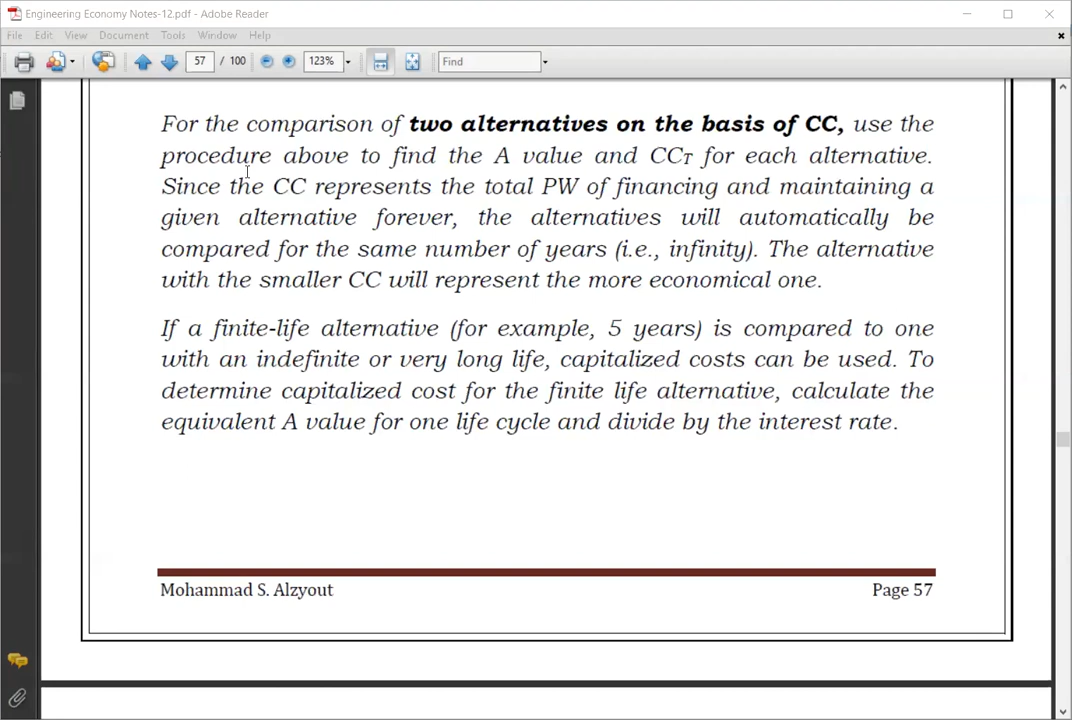 Engineering Economy Notes-12.pdf - Adobe Reader
File Edit View Document Tools Window Help
57 / 100 123% Find
For the comparison of two alternatives on the basis of CC, use the
procedure above to find the A value and CCT for each alternative.
Since the CC represents the total PW of financing and maintaining a
given alternative forever, the alternatives will automatically be
compared for the same number of years (i.e., infinity). The alternative
with the smaller CC will represent the more economical one.
If a finite-life alternative (for example, 5 years) is compared to one
with an indefinite or very long life, capitalized costs can be used. To
determine capitalized cost for the finite life alternative, calculate the
equivalent A value for one life cycle and divide by the interest rate.
Mohammad S. Alzyout Page 57